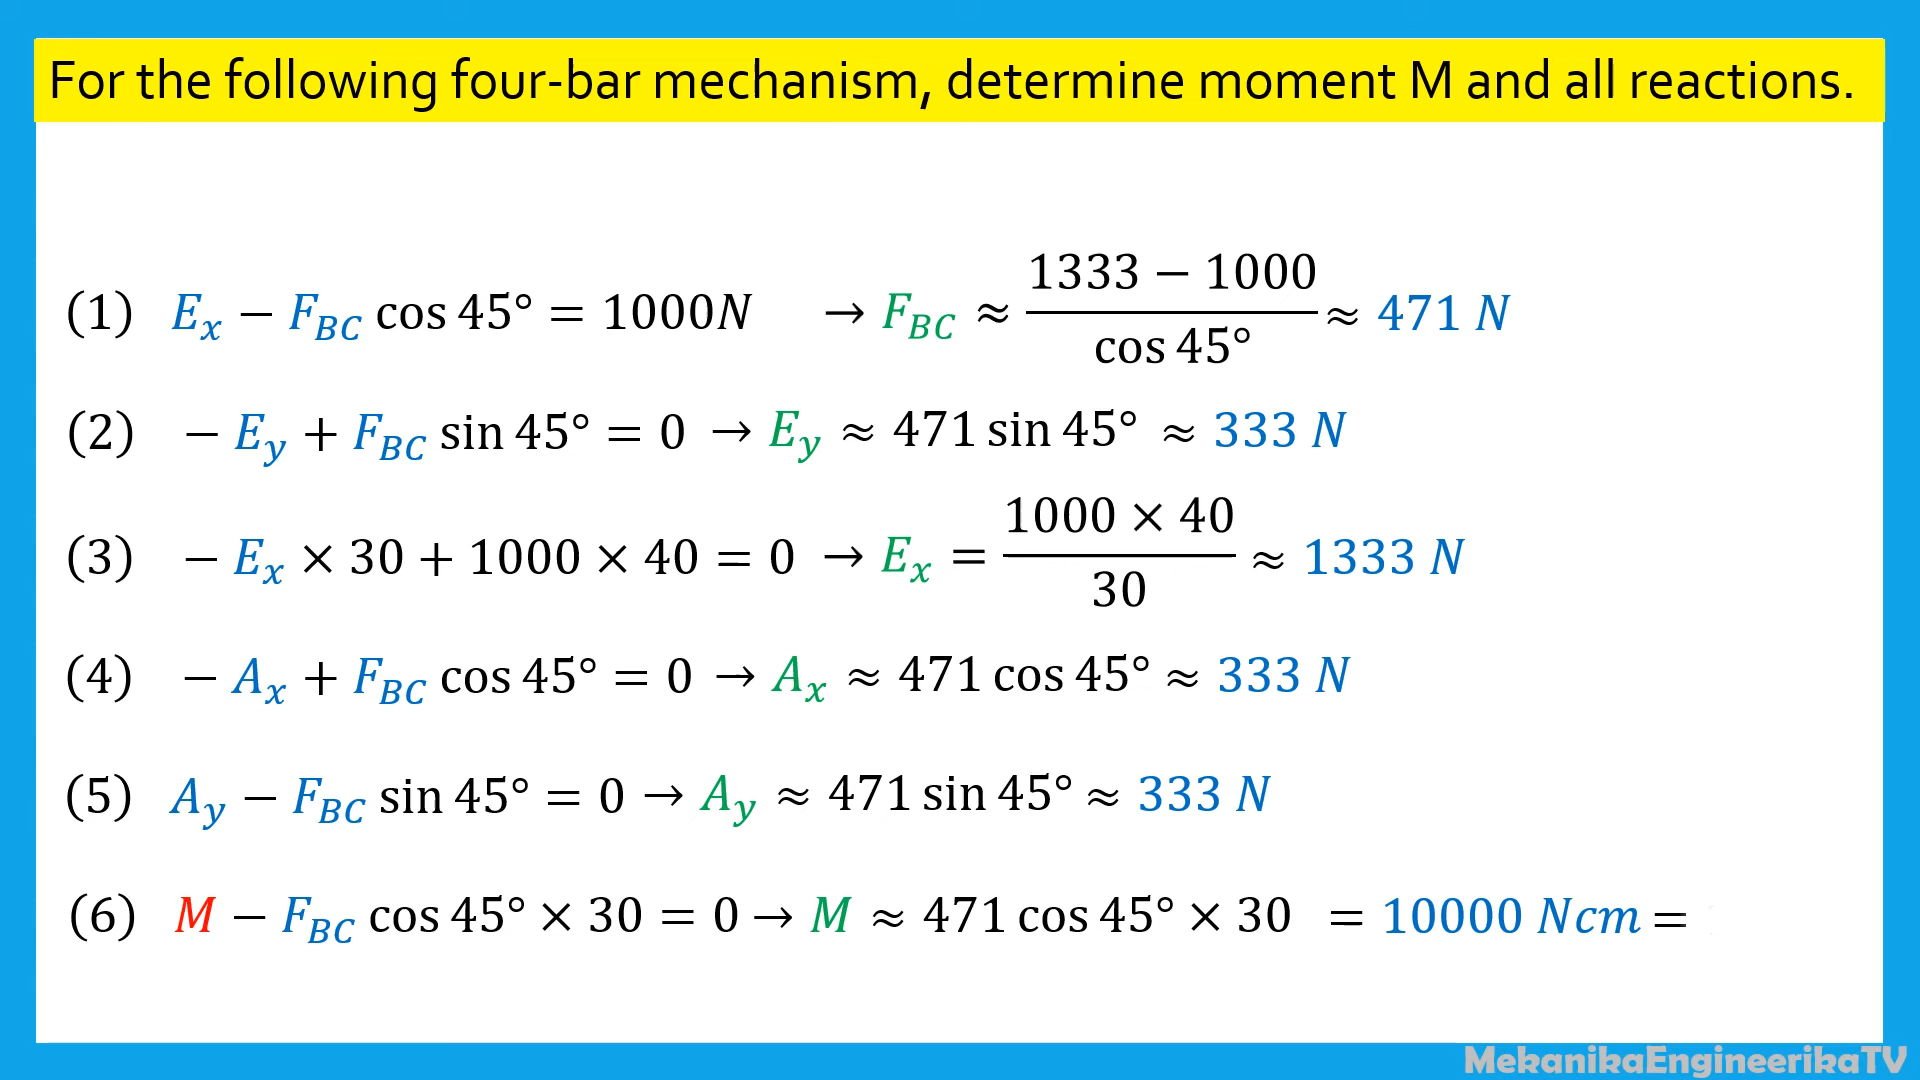 For the following four-bar mechanism, determine moment M and all reactions.
(1) E_x − F_BC cos 45° = 1000N → F_BC ≈ (1333 − 1000)/(cos 45°) ≈ 471 N
(2) − E_y + F_BC sin 45° = 0 → E_y ≈ 471 sin 45° ≈ 333 N
(3) − E_x × 30 + 1000 × 40 = 0 → E_x = (1000 × 40)/30 ≈ 1333 N
(4) − A_x + F_BC cos 45° = 0 → A_x ≈ 471 cos 45° ≈ 333 N
(5) A_y − F_BC sin 45° = 0 → A_y ≈ 471 sin 45° ≈ 333 N
(6) M − F_BC cos 45° × 30 = 0 → M ≈ 471 cos 45° × 30 = 10000 Ncm =
MekanikaEngineerikaTV